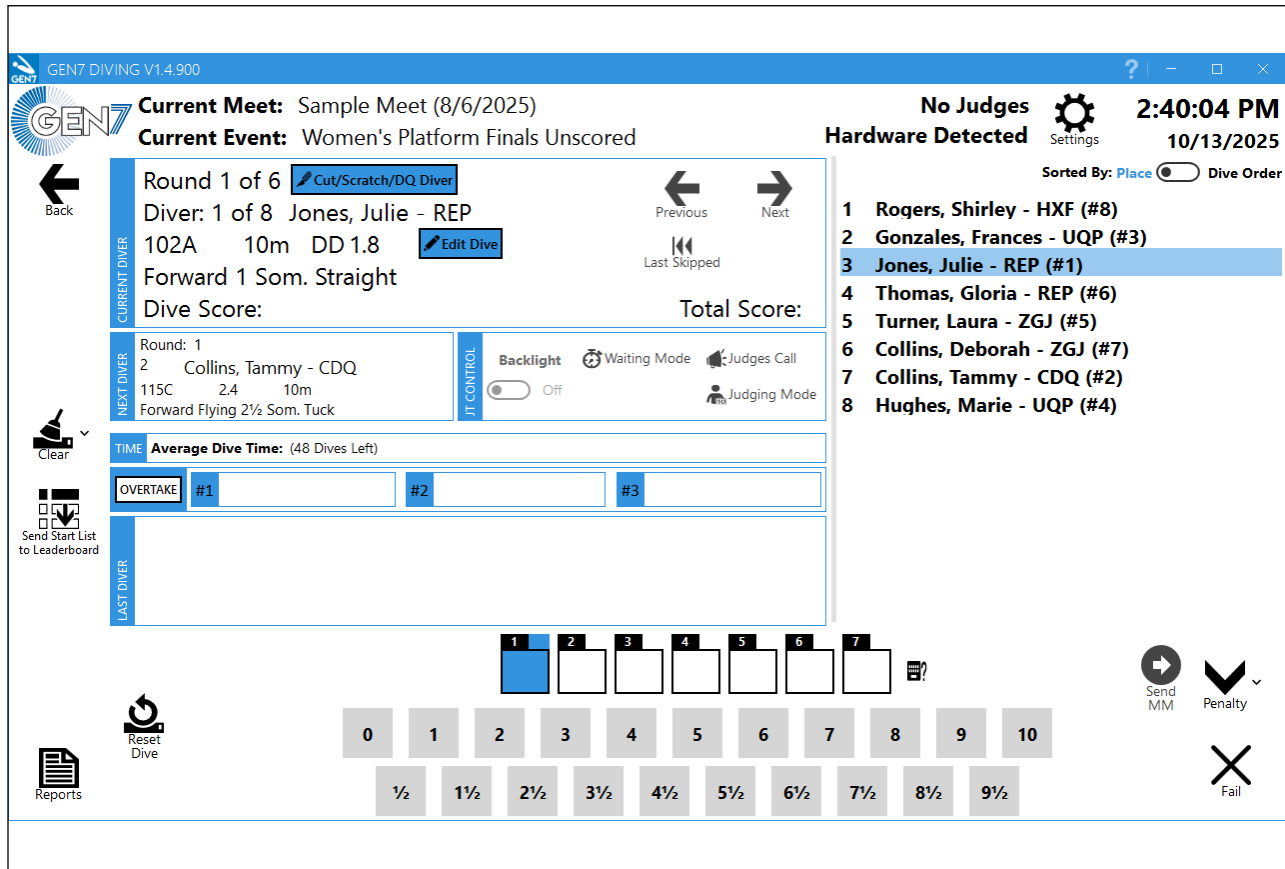 GEN7 DIVING V1.4.900
GEN7
?
GEN7
Current Meet: Sample Meet (8/6/2025)
Current Event: Women's Platform Finals Unscored
No Judges
Hardware Detected
Settings
2:40:04 PM
10/13/2025
Back
CURRENT DIVER
Round 1 of 6 Cut/Scratch/DQ Diver
Diver: 1 of 8 Jones, Julie - REP
102A 10m DD 1.8 Edit Dive
Forward 1 Som. Straight
Dive Score: Total Score:
Previous Next
Last Skipped
Sorted By: Place Dive Order
1 Rogers, Shirley - HXF (#8)
2 Gonzales, Frances - UQP (#3)
3 Jones, Julie - REP (#1)
4 Thomas, Gloria - REP (#6)
5 Turner, Laura - ZGJ (#5)
6 Collins, Deborah - ZGJ (#7)
7 Collins, Tammy - CDQ (#2)
8 Hughes, Marie - UQP (#4)
NEXT DIVER
Round: 1
2 Collins, Tammy - CDQ
115C 2.4 10m
Forward Flying 2½ Som. Tuck
JT CONTROL
Backlight Waiting Mode Judges Call
Off Judging Mode
Clear
TIME Average Dive Time: (48 Dives Left)
OVERTAKE #1 #2 #3
Send Start List
to Leaderboard
LAST DIVER
1 2 3 4 5 6 7
?
Send
MM
Penalty
Reset
Dive
0 1 2 3 4 5 6 7 8 9 10
½ 1½ 2½ 3½ 4½ 5½ 6½ 7½ 8½ 9½
Reports
Fail